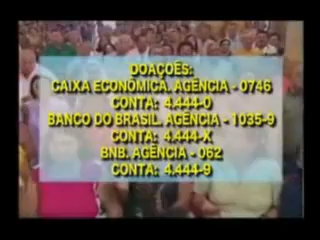 DOAÇOÊS:
CAIXA ECONÔMICA. AGÊNCIA - 0746
CONTA: 4.444-0
BANCO DO BRASIL. AGÊNCIA - 1035-9
CONTA: 4.444-X
BNB. AGÊNCIA - 062
CONTA: 4.444-9